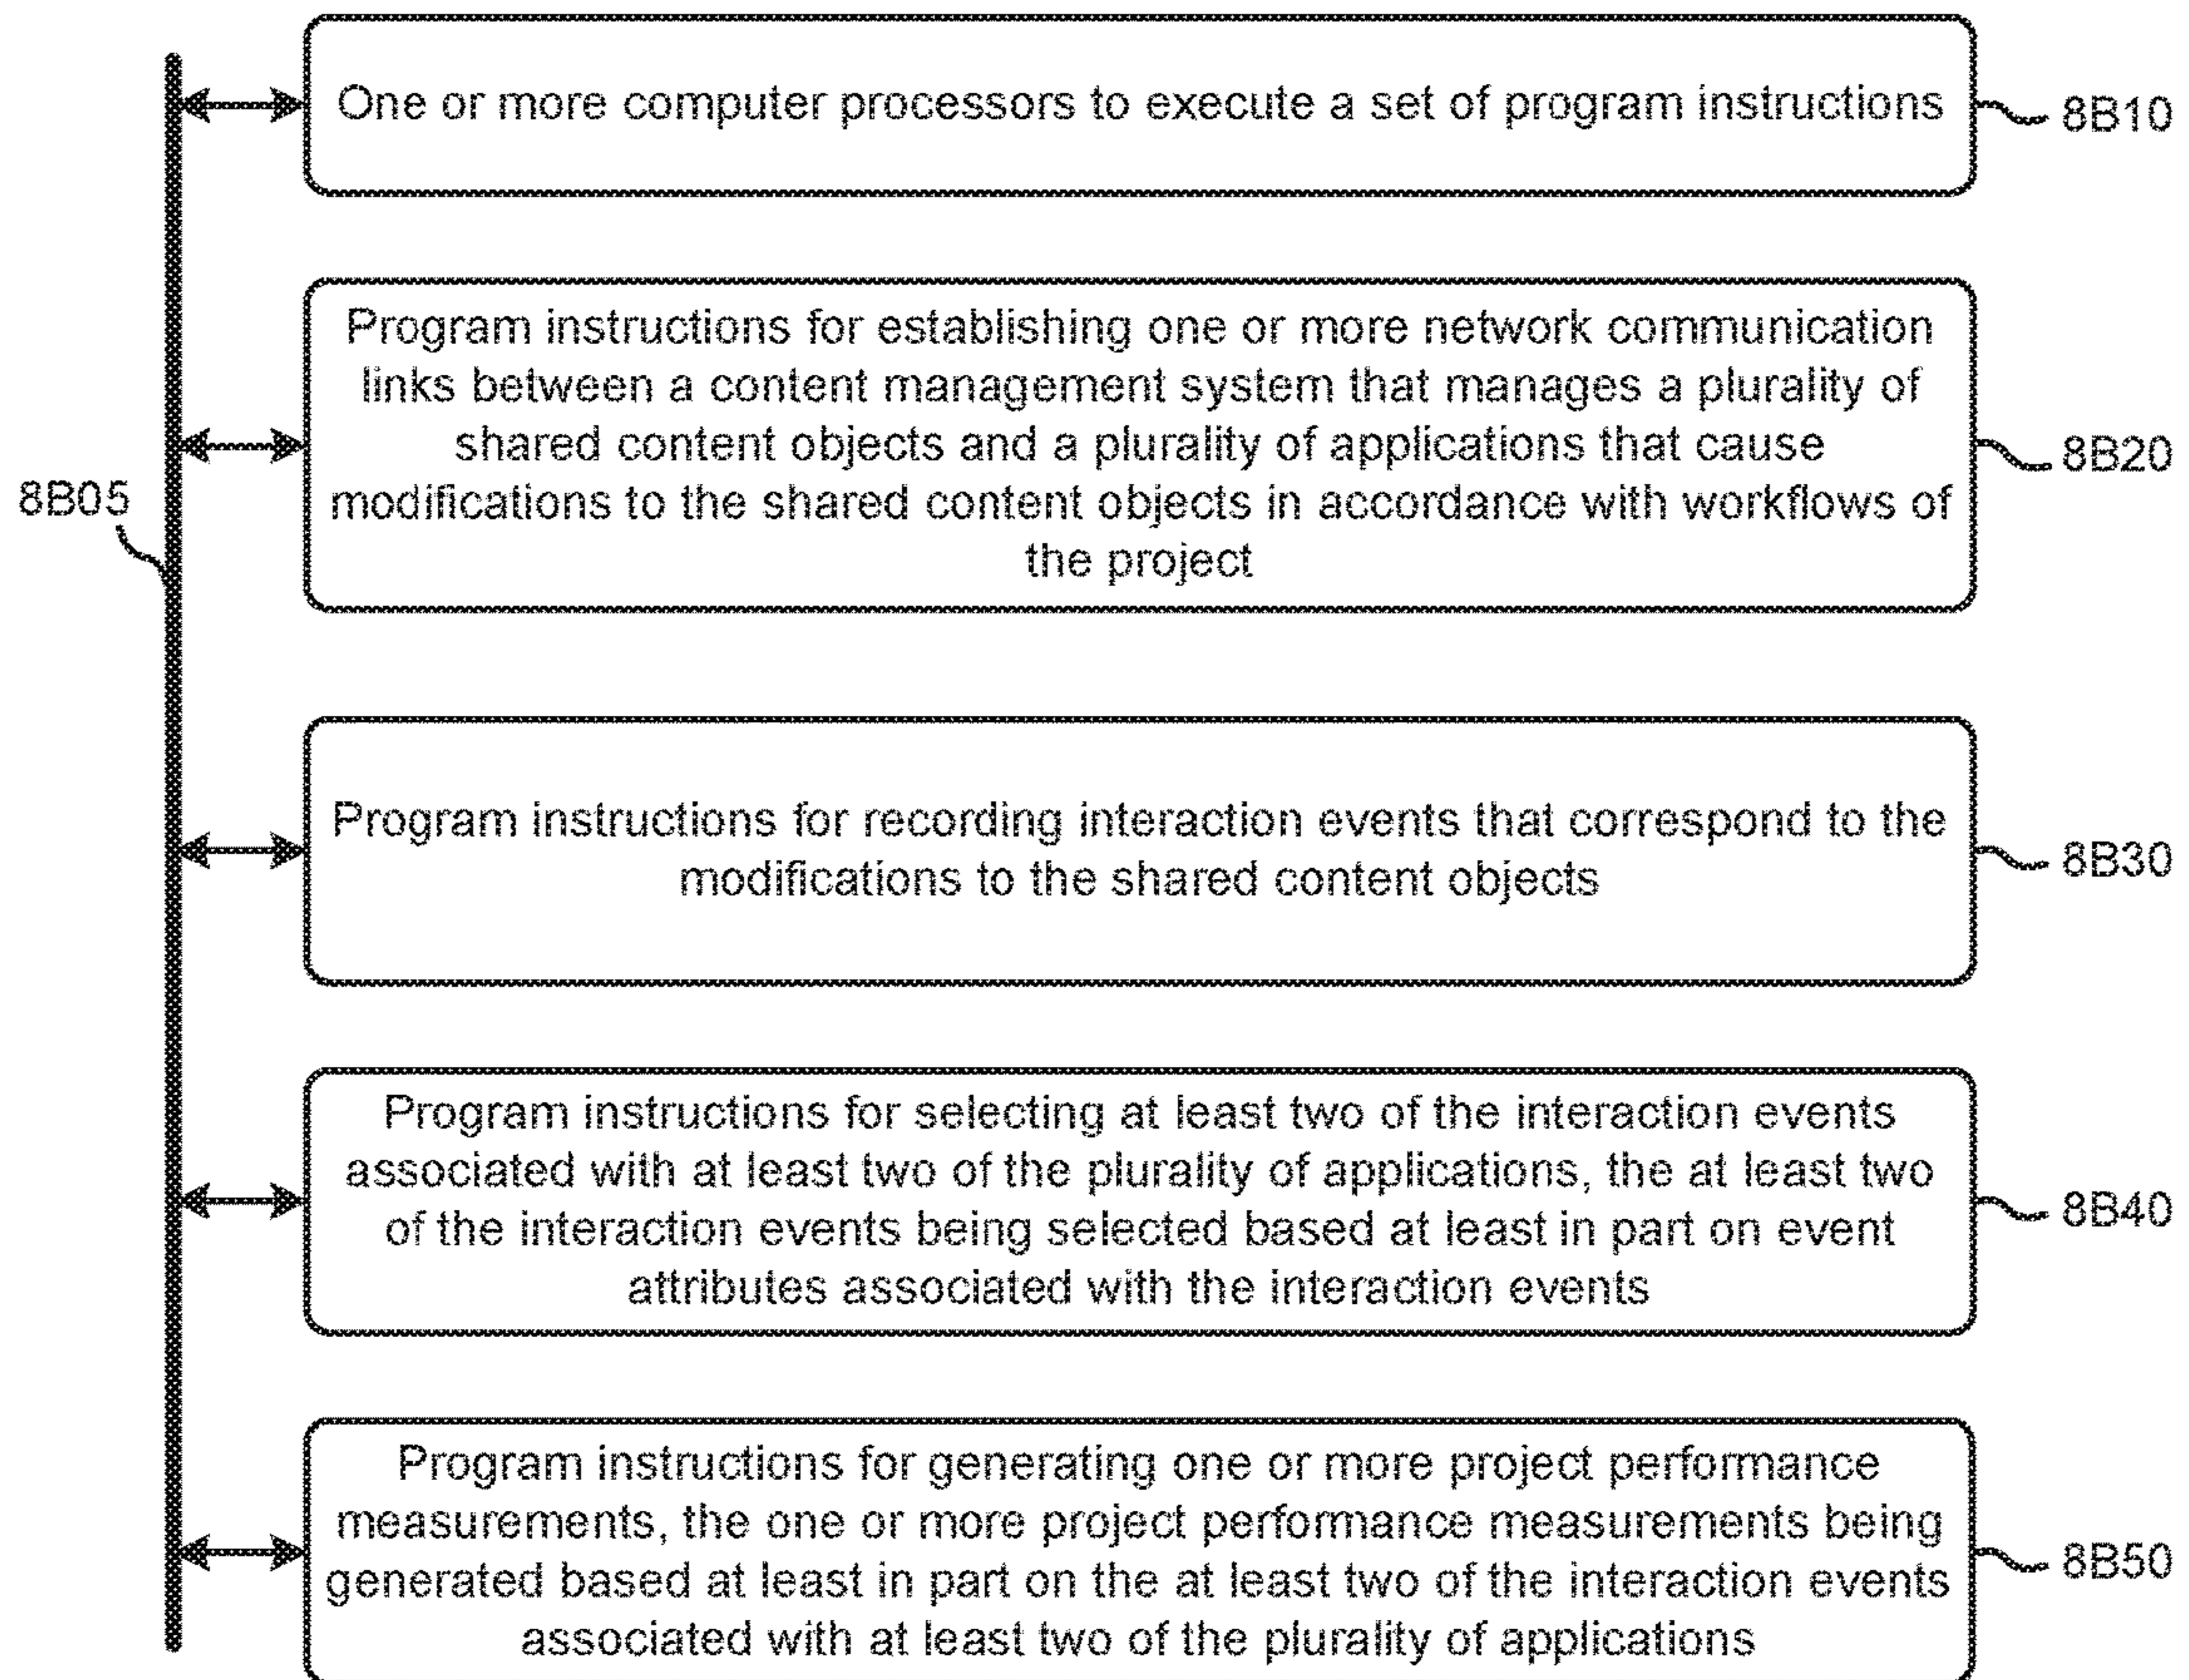 One or more computer processors to execute a set of program instructions
8B10
Program instructions for establishing one or more network communication
links between a content management system that manages a plurality of
shared content objects and a plurality of applications that cause
modifications to the shared content objects in accordance with workflows of
the project
8B20
8B05
Program instructions for recording interaction events that correspond to the
modifications to the shared content objects
8B30
Program instructions for selecting at least two of the interaction events
associated with at least two of the plurality of applications, the at least two
of the interaction events being selected based at least in part on event
attributes associated with the interaction events
8B40
Program instructions for generating one or more project performance
measurements, the one or more project performance measurements being
generated based at least in part on the at least two of the interaction events
associated with at least two of the plurality of applications
8B50